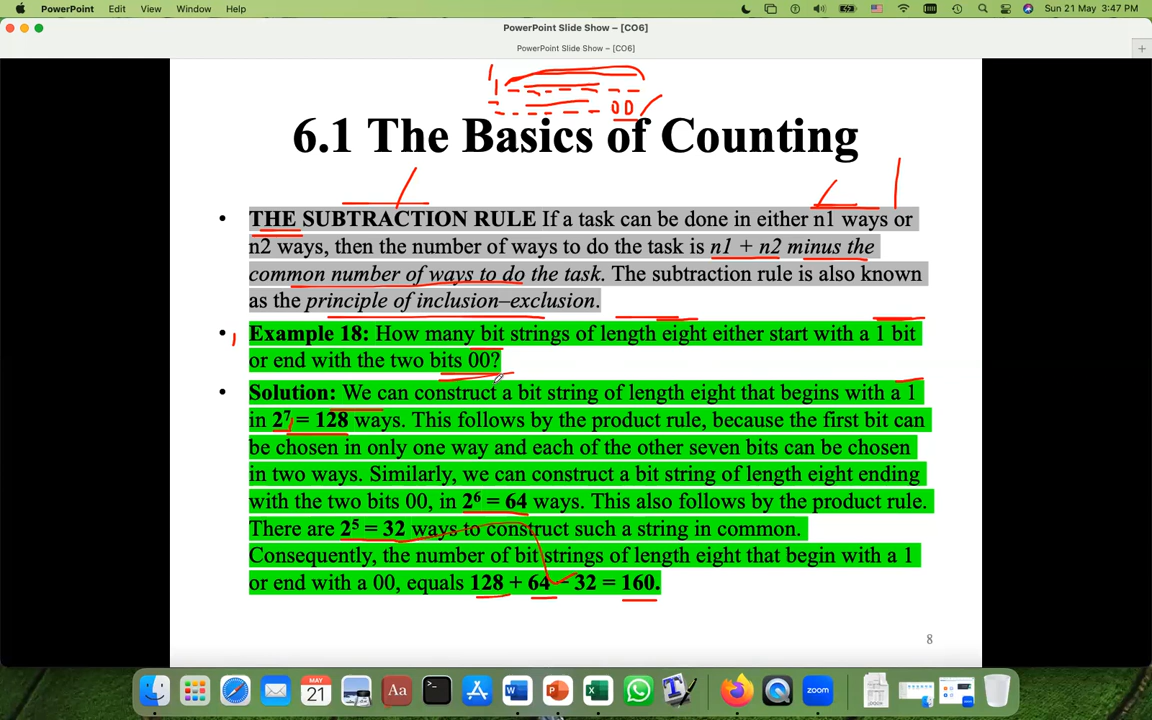 PowerPoint Edit View Window Help Sun 21 May 3:47 PM
PowerPoint Slide Show – [CO6]
PowerPoint Slide Show – [CO6]
1
00
6.1 The Basics of Counting
• THE SUBTRACTION RULE If a task can be done in either n1 ways or
n2 ways, then the number of ways to do the task is n1 + n2 minus the
common number of ways to do the task. The subtraction rule is also known
as the principle of inclusion–exclusion.
• Example 18: How many bit strings of length eight either start with a 1 bit
or end with the two bits 00?
• Solution: We can construct a bit string of length eight that begins with a 1
in 2⁷ = 128 ways. This follows by the product rule, because the first bit can
be chosen in only one way and each of the other seven bits can be chosen
in two ways. Similarly, we can construct a bit string of length eight ending
with the two bits 00, in 2⁶ = 64 ways. This also follows by the product rule.
There are 2⁵ = 32 ways to construct such a string in common.
Consequently, the number of bit strings of length eight that begin with a 1
or end with a 00, equals 128 + 64 – 32 = 160.
8
MAY
21
Aa
W
P
X
T
zoom